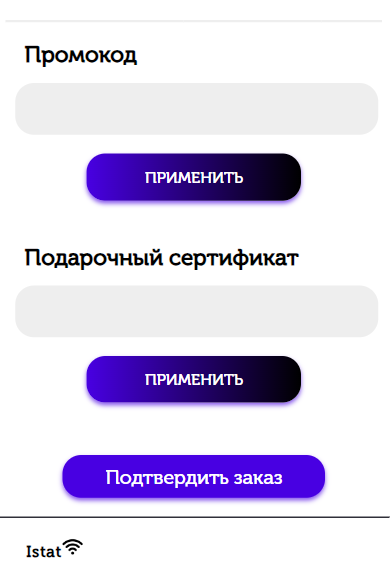 Промокод
ПРИМЕНИТЬ
Подарочный сертификат
ПРИМЕНИТЬ
Подтвердить заказ
Istat